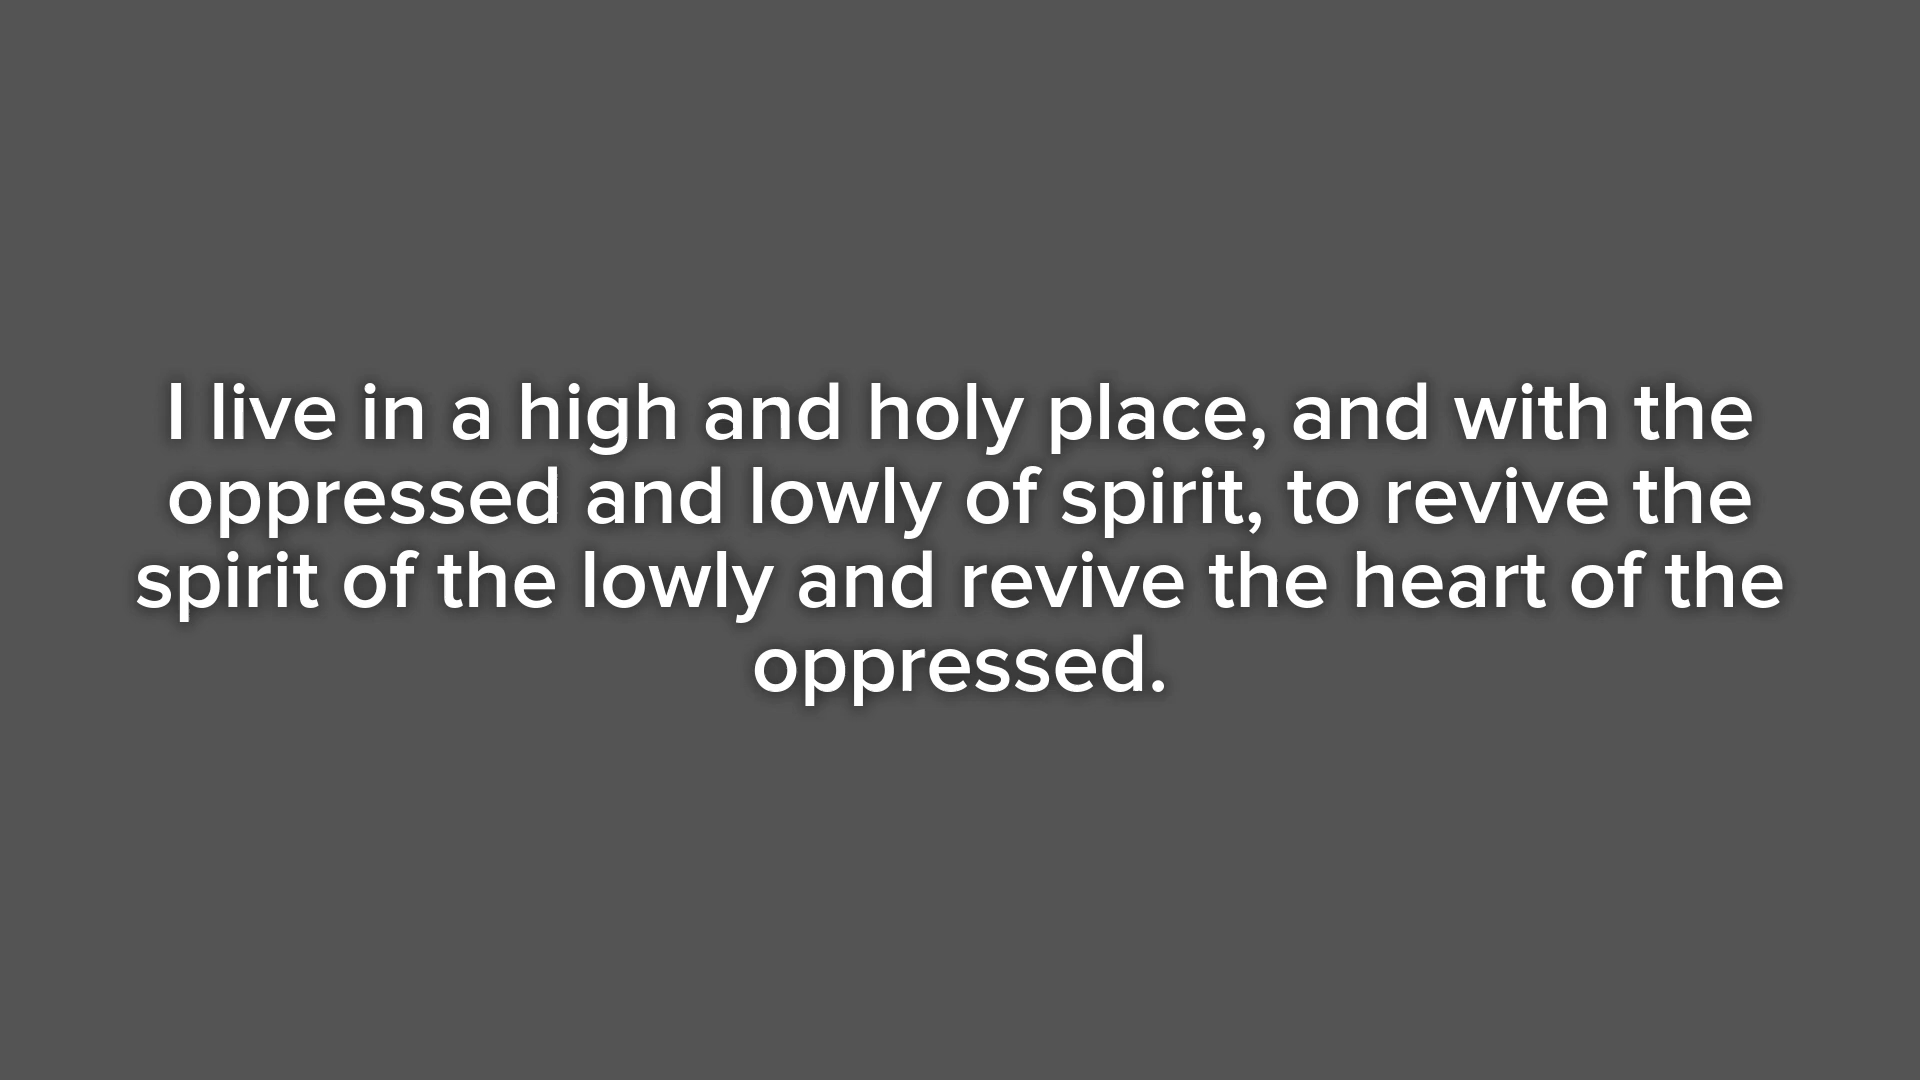 I live in a high and holy place, and with the
oppressed and lowly of spirit, to revive the
spirit of the lowly and revive the heart of the
oppressed.